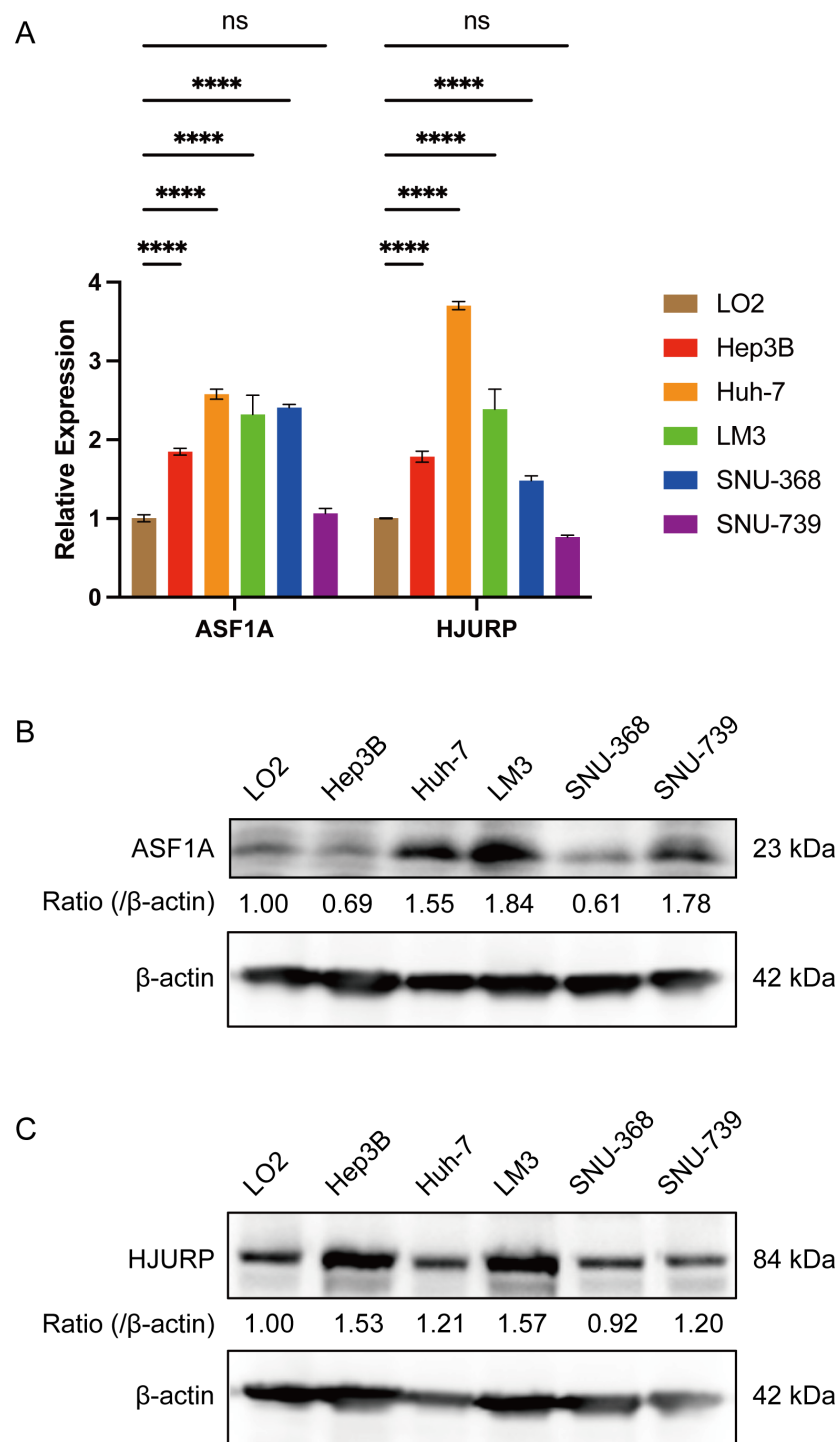 A
ns
ns
**** ****
**** ****
**** ****
**** ****
Relative Expression
4
3
2
1
0
ASF1A HJURP
LO2
Hep3B
Huh-7
LM3
SNU-368
SNU-739
B
LO2 Hep3B Huh-7 LM3 SNU-368 SNU-739
ASF1A 23 kDa
Ratio (/β-actin) 1.00 0.69 1.55 1.84 0.61 1.78
β-actin 42 kDa
C
LO2 Hep3B Huh-7 LM3 SNU-368 SNU-739
HJURP 84 kDa
Ratio (/β-actin) 1.00 1.53 1.21 1.57 0.92 1.20
β-actin 42 kDa